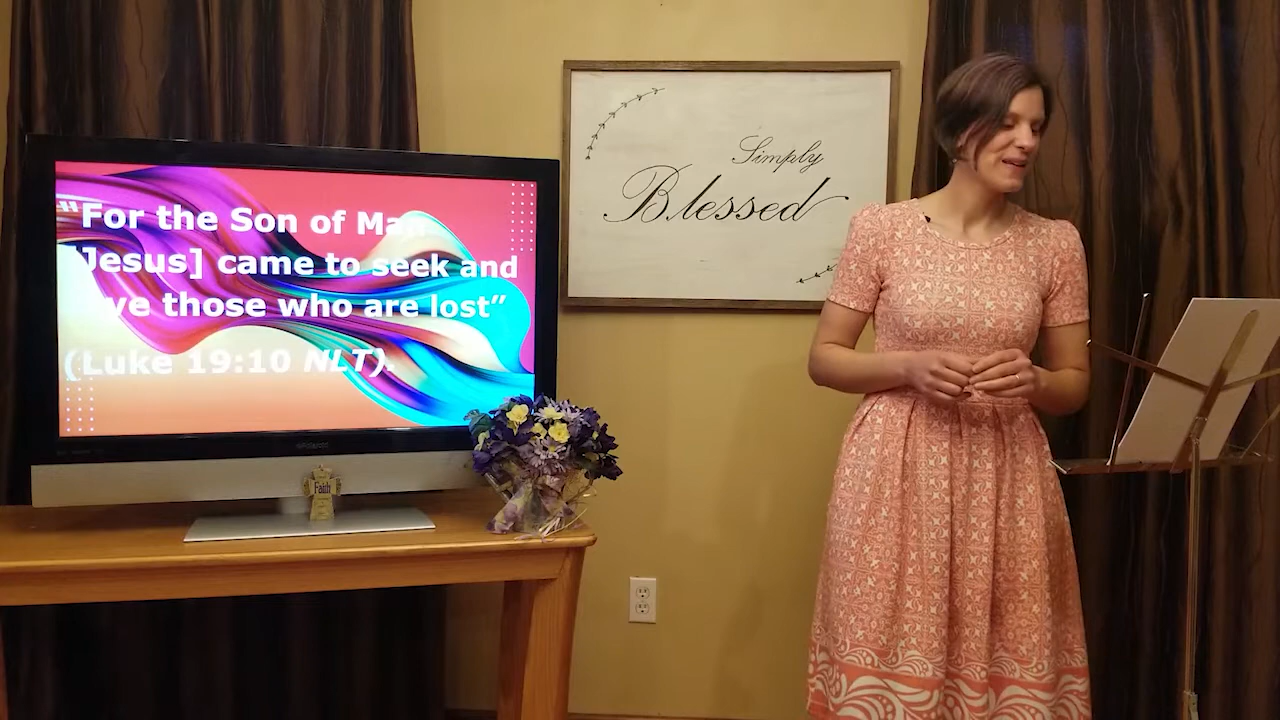 "For the Son of Man
[Jesus] came to seek and
save those who are lost"
(Luke 19:10 NLT).
Simply
Blessed
Faith
Polaroid